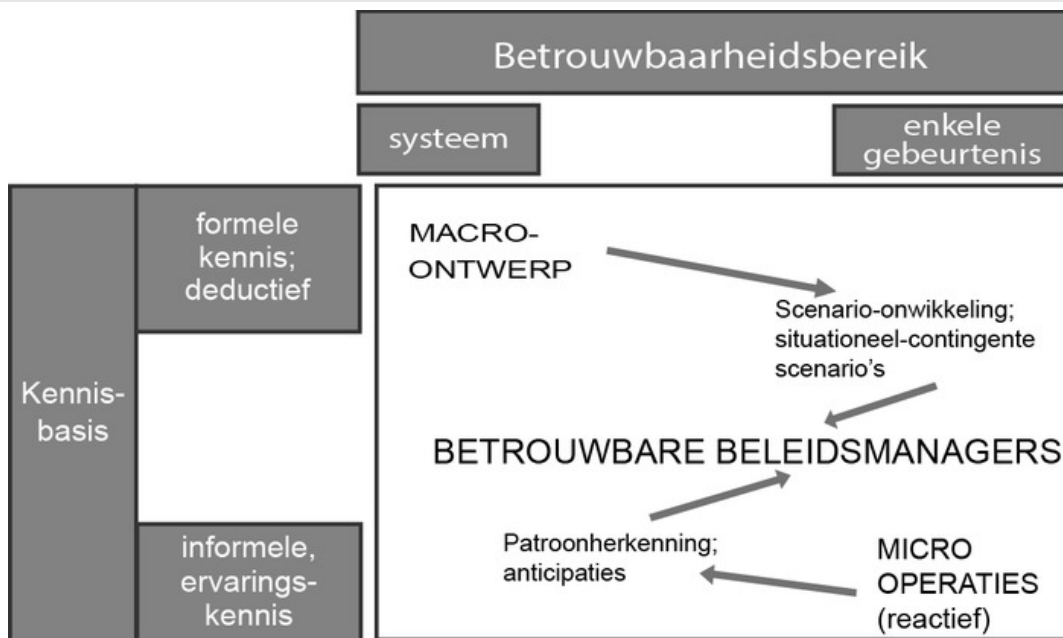 Betrouwbaarheidsbereik
systeem
enkele
gebeurtenis
formele
kennis;
deductief
MACRO-
ONTWERP
Scenario-onwikkeling;
situationeel-contingente
scenario's
Kennis-
basis
BETROUWBARE BELEIDSMANAGERS
informele,
ervarings-
kennis
Patroonherkenning;
anticipaties
MICRO
OPERATIES
(reactief)